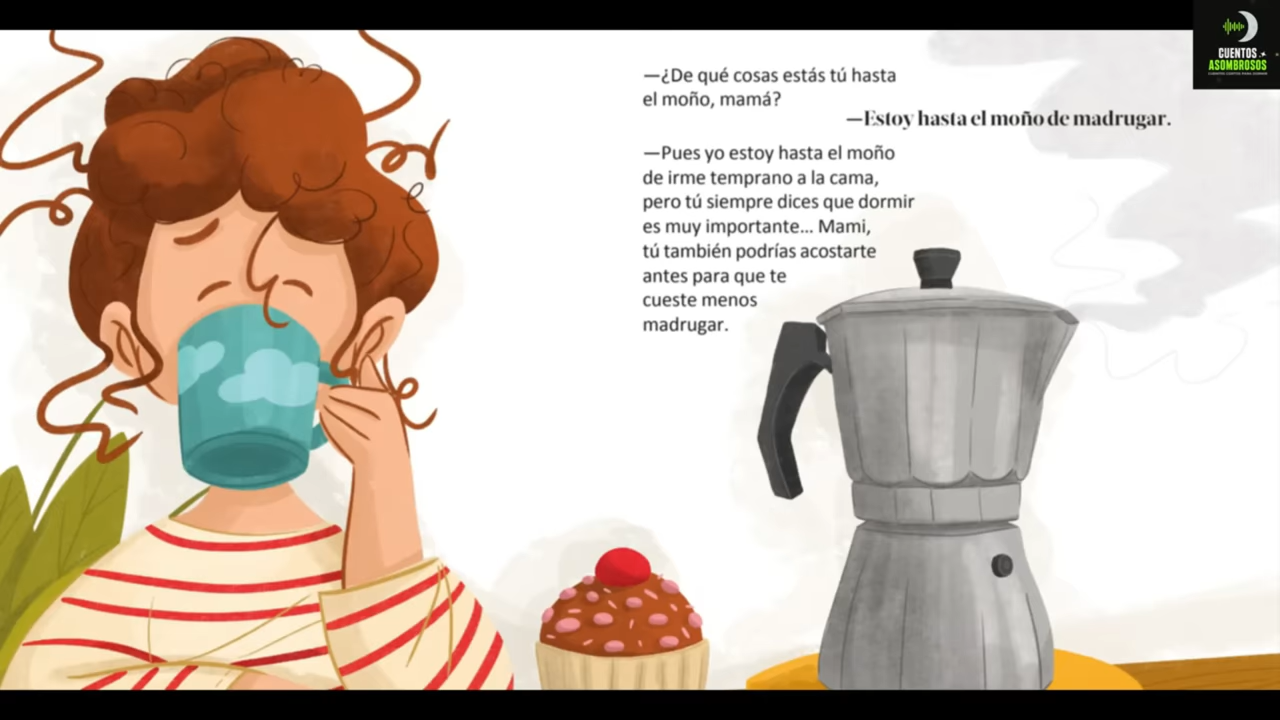 —¿De qué cosas estás tú hasta
el moño, mamá?
—Estoy hasta el moño de madrugar.
—Pues yo estoy hasta el moño
de irme temprano a la cama,
pero tú siempre dices que dormir
es muy importante... Mami,
tú también podrías acostarte
antes para que te
cueste menos
madrugar.
CUENTOS
ASOMBROSOS